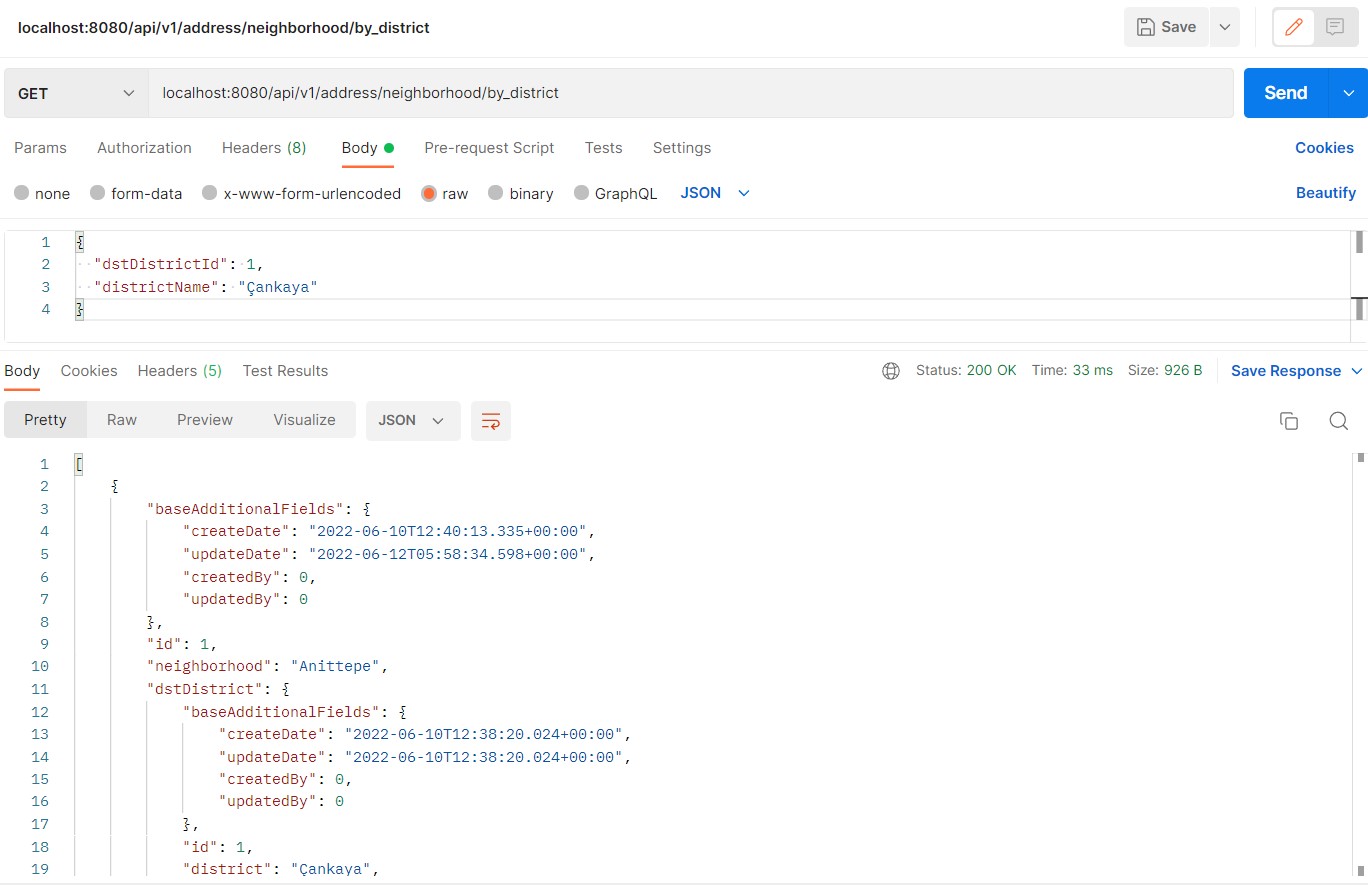 localhost:8080/api/v1/address/neighborhood/by_district
Save
GET
localhost:8080/api/v1/address/neighborhood/by_district
Send
Params Authorization Headers (8) Body Pre-request Script Tests Settings Cookies
none form-data x-www-form-urlencoded raw binary GraphQL JSON Beautify
1 {
2 "dstDistrictId": 1,
3 "districtName": "Çankaya"
4 }
Body Cookies Headers (5) Test Results Status: 200 OK Time: 33 ms Size: 926 B Save Response
Pretty Raw Preview Visualize JSON
1 [
2 {
3 "baseAdditionalFields": {
4 "createDate": "2022-06-10T12:40:13.335+00:00",
5 "updateDate": "2022-06-12T05:58:34.598+00:00",
6 "createdBy": 0,
7 "updatedBy": 0
8 },
9 "id": 1,
10 "neighborhood": "Anittepe",
11 "dstDistrict": {
12 "baseAdditionalFields": {
13 "createDate": "2022-06-10T12:38:20.024+00:00",
14 "updateDate": "2022-06-10T12:38:20.024+00:00",
15 "createdBy": 0,
16 "updatedBy": 0
17 },
18 "id": 1,
19 "district": "Çankaya",